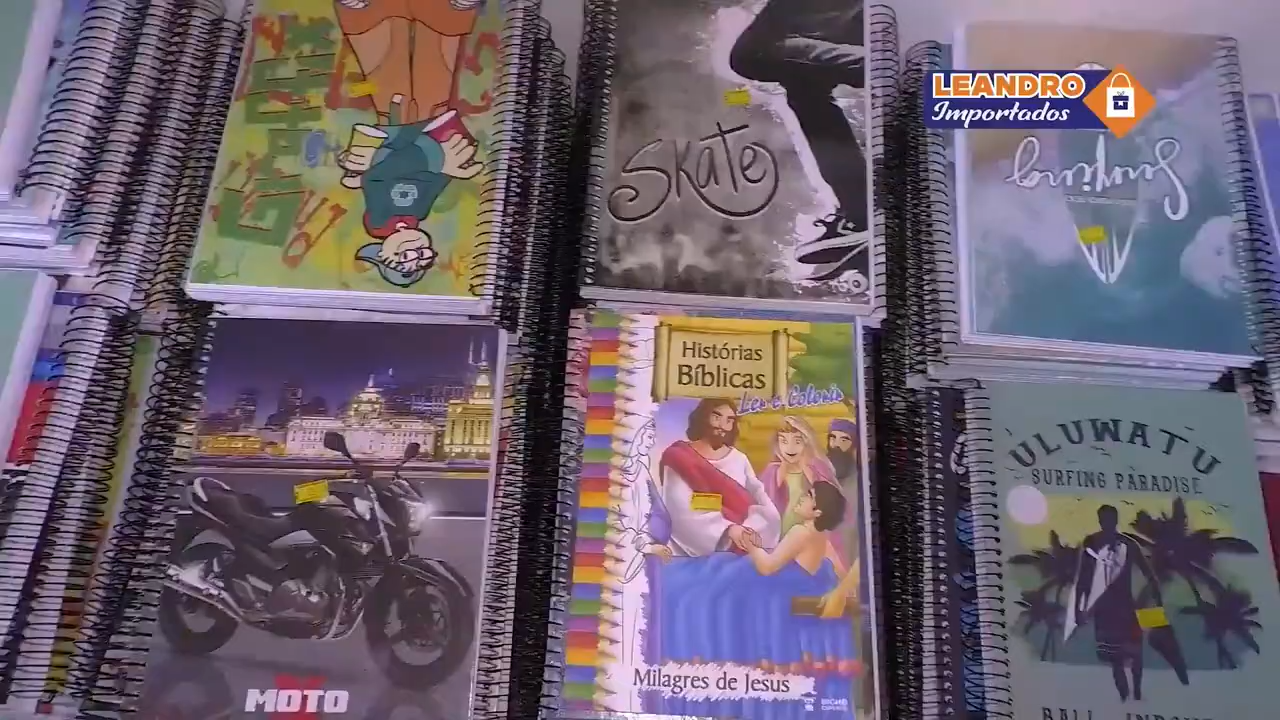 LEANDRO
Importados
Skate
Surfing
Histórias
Bíblicas
Ler e Colorir
Milagres de Jesus
MOTO
ULUWATU
SURFING PARADISE